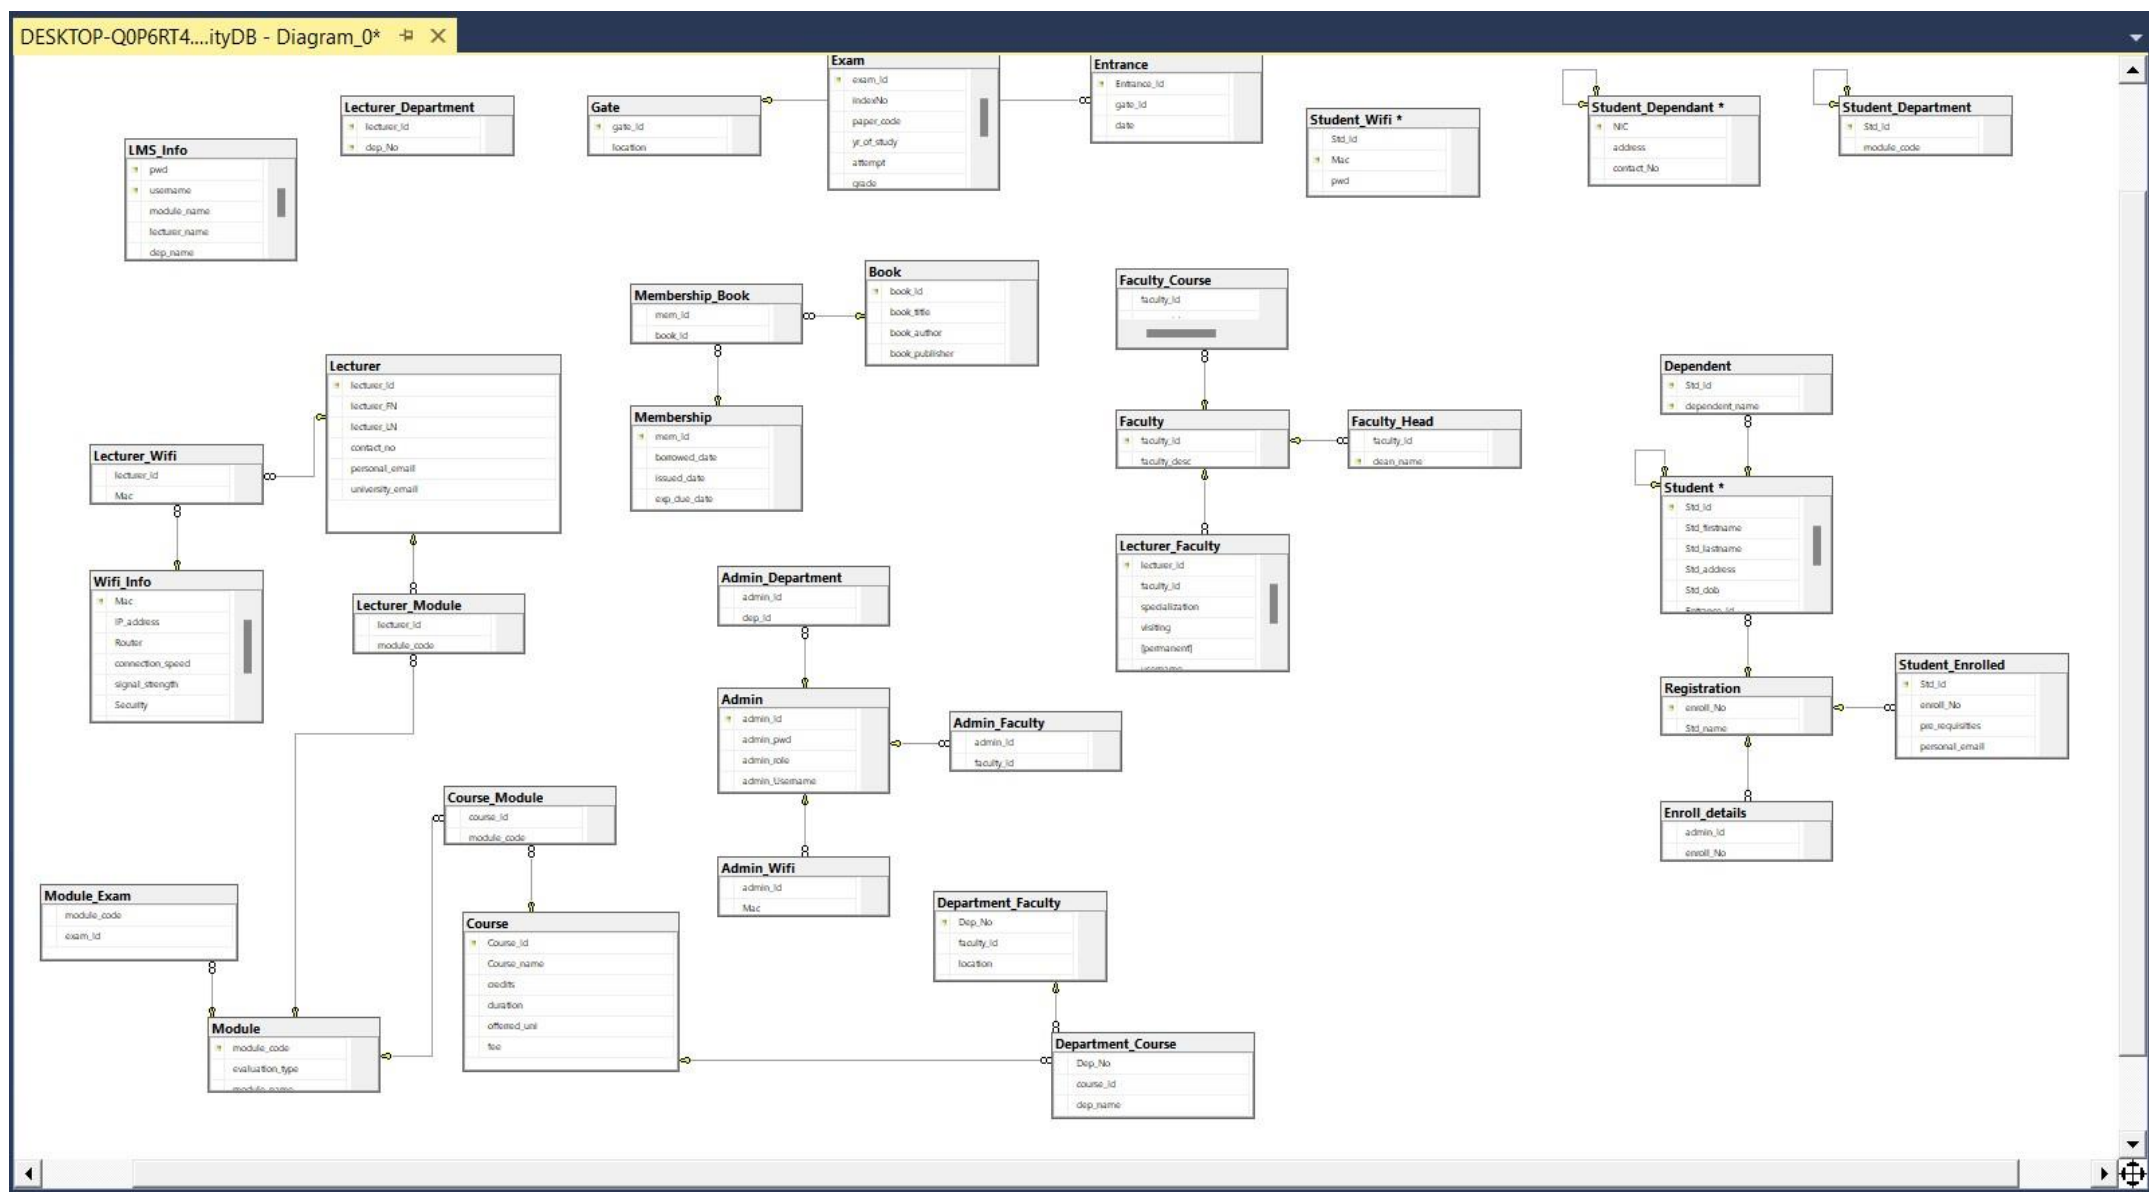 DESKTOP-Q0P6RT4....ityDB - Diagram_0*
LMS_Info
pwd
username
module_name
lecturer_name
dep_name
Lecturer_Department
lecturer_Id
dep_No
Gate
gate_Id
location
Exam
exam_Id
indexNo
paper_code
yr_of_study
attempt
grade
Entrance
Entrance_Id
gate_Id
date
Student_Wifi *
Std_Id
Mac
pwd
Student_Dependant *
NIC
address
contact_No
Student_Department
Std_Id
module_code
Membership_Book
mem_Id
book_Id
Book
book_Id
book_title
book_author
book_publisher
Faculty_Course
faculty_Id
Lecturer
lecturer_Id
lecturer_FN
lecturer_LN
contact_no
personal_email
university_email
Membership
mem_Id
borrowed_date
issued_date
exp_due_date
Faculty
faculty_Id
faculty_desc
Faculty_Head
faculty_Id
dean_name
Dependent
Std_Id
dependent_name
Lecturer_Wifi
lecturer_Id
Mac
Student *
Std_Id
Std_firstname
Std_lastname
Std_address
Std_dob
Entrance_Id
Wifi_Info
Mac
IP_address
Router
connection_speed
signal_strength
Security
Lecturer_Module
lecturer_Id
module_code
Admin_Department
admin_Id
dep_Id
Lecturer_Faculty
lecturer_Id
faculty_Id
specialization
visiting
[permanent]
username
Admin
admin_Id
admin_pwd
admin_role
admin_Username
Admin_Faculty
admin_Id
faculty_Id
Registration
enroll_No
Std_name
Student_Enrolled
Std_Id
enroll_No
pre_requisities
personal_email
Course_Module
course_Id
module_code
Enroll_details
admin_Id
enroll_No
Admin_Wifi
admin_Id
Mac
Module_Exam
module_code
exam_Id
Course
Course_Id
Course_name
credits
duration
offerred_uni
fee
Department_Faculty
Dep_No
faculty_Id
location
Module
module_code
evaluation_type
module_name
Department_Course
Dep_No
course_Id
dep_name